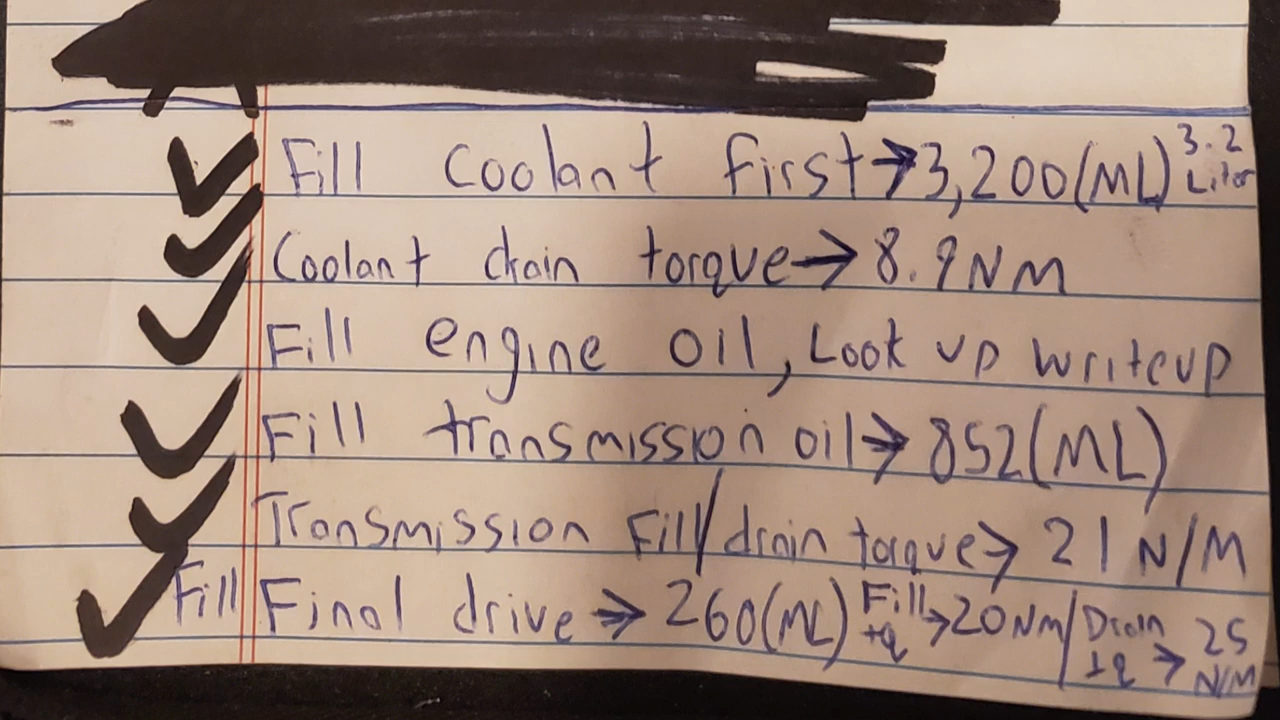 Fill coolant first→3,200(ML) 3.2 Liter
Coolant drain torque→8.9NM
Fill engine oil, Look up writeup
Fill transmission oil→852(ML)
Transmission Fill/drain torque→21 N/M
Fill Final drive→260(ML) Fill tq→20NM/Drain tq→25 N/M